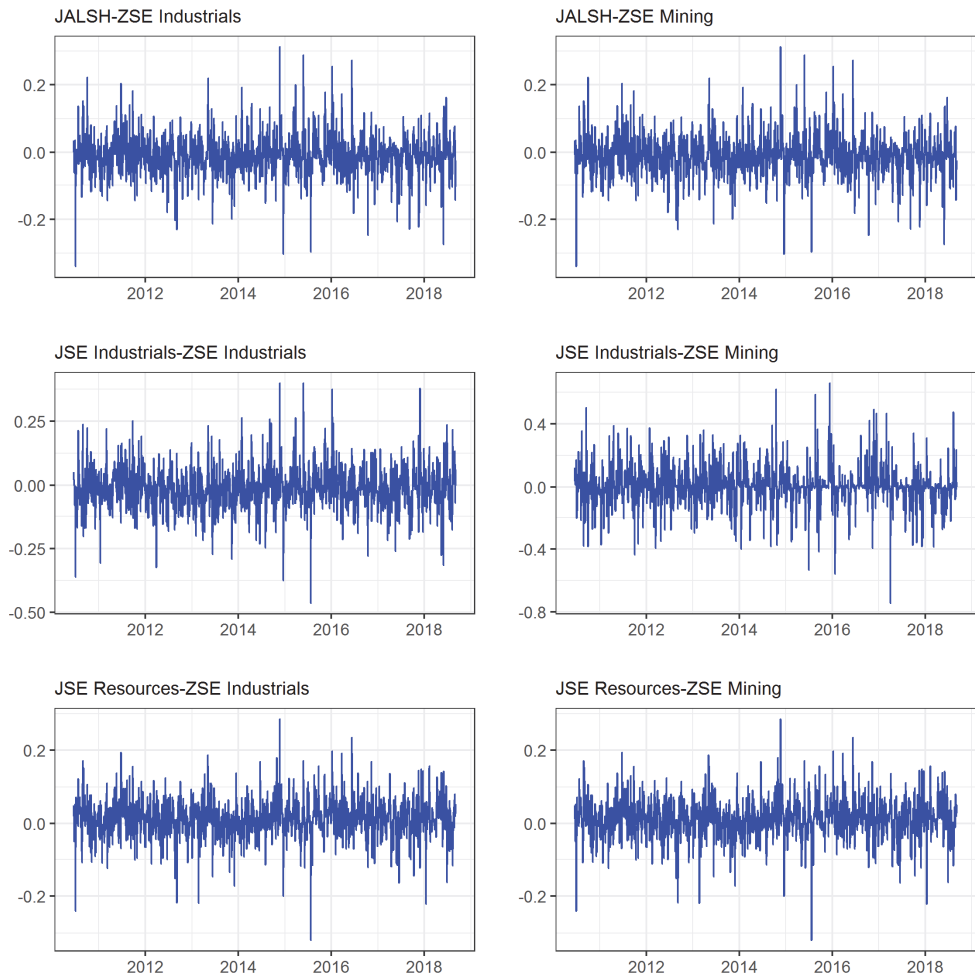 JALSH-ZSE Industrials
0.2
0.0
-0.2
2012 2014 2016 2018
JALSH-ZSE Mining
0.2
0.0
-0.2
2012 2014 2016 2018
JSE Industrials-ZSE Industrials
0.25
0.00
-0.25
-0.50
2012 2014 2016 2018
JSE Industrials-ZSE Mining
0.4
0.0
-0.4
-0.8
2012 2014 2016 2018
JSE Resources-ZSE Industrials
0.2
0.0
-0.2
2012 2014 2016 2018
JSE Resources-ZSE Mining
0.2
0.0
-0.2
2012 2014 2016 2018